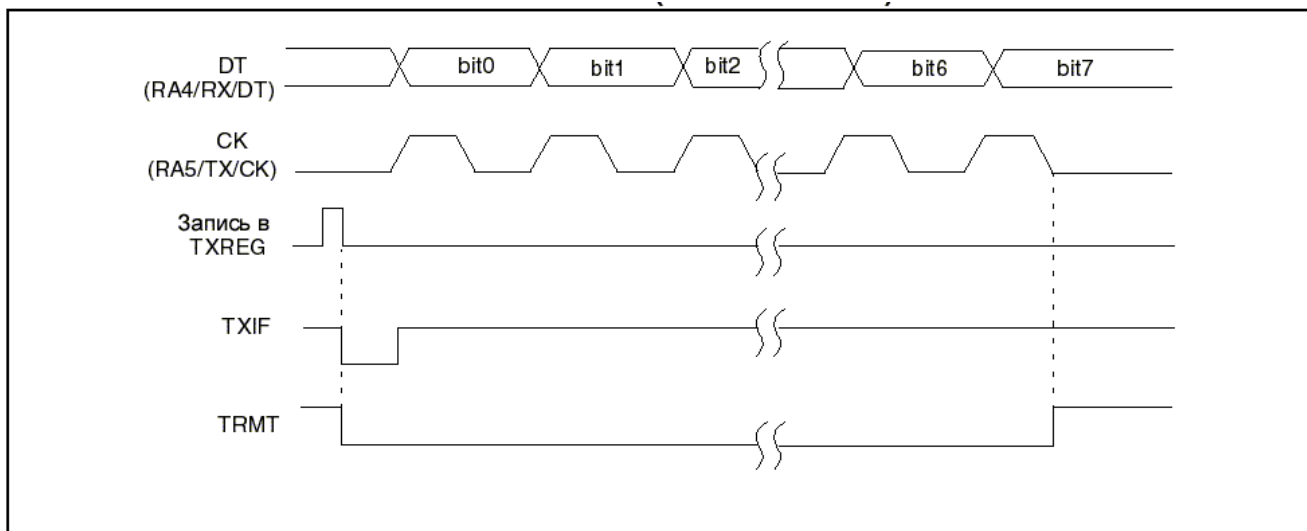 DT
(RA4/RX/DT)
bit0
bit1
bit2
bit6
bit7
CK
(RA5/TX/CK)
Запись в
TXREG
TXIF
TRMT